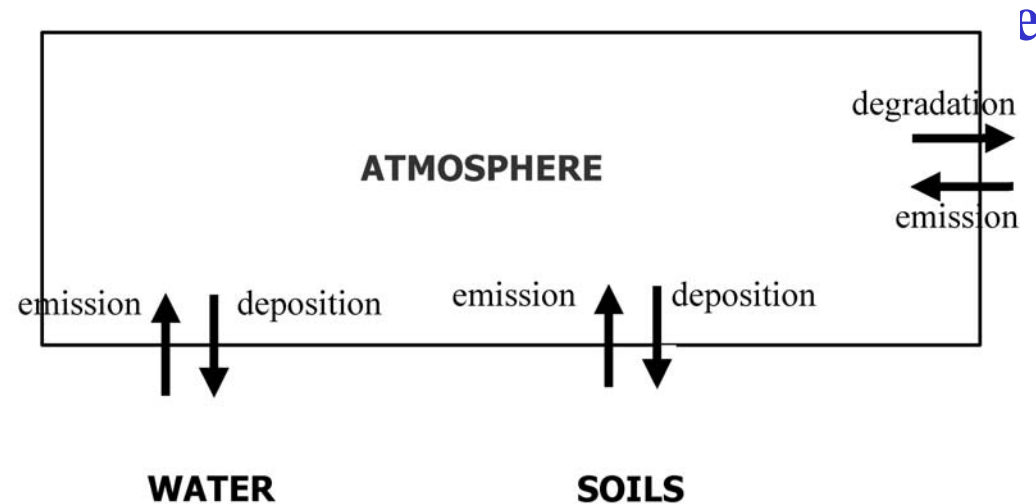 e
degradation
ATMOSPHERE
emission
emission deposition emission deposition
WATER SOILS